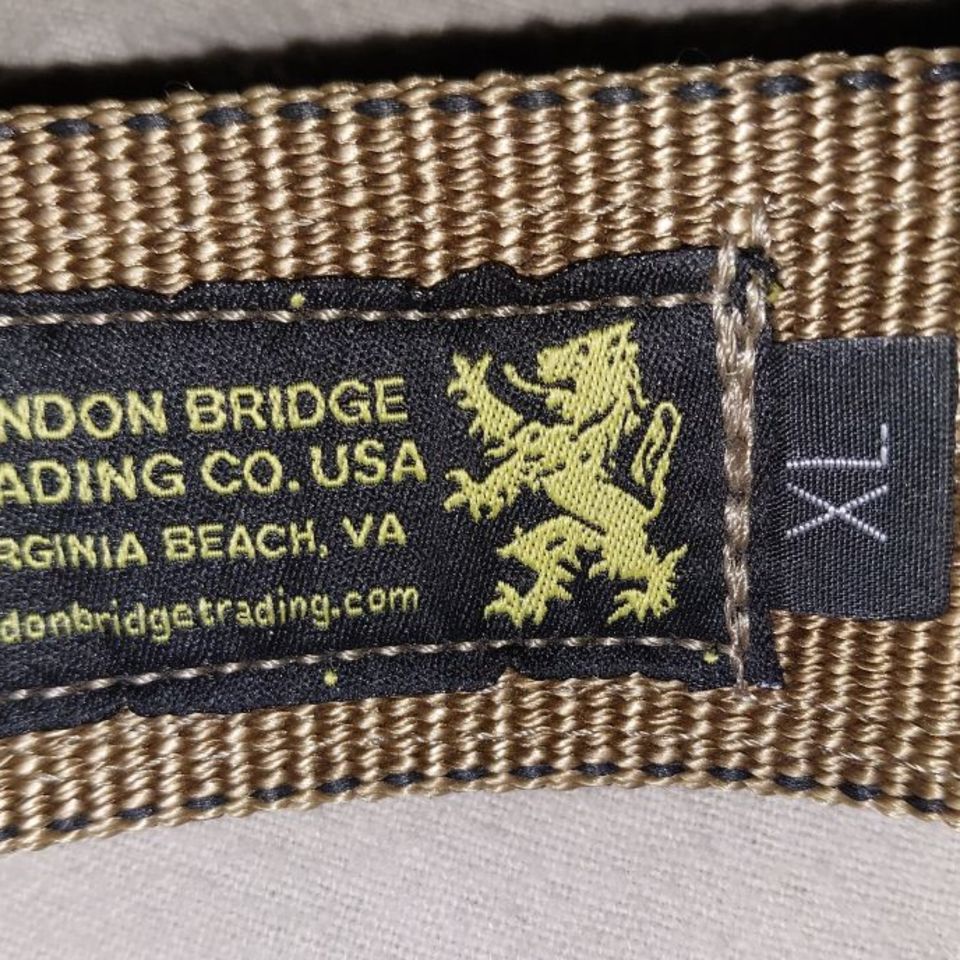 NDON BRIDGE
ADING CO. USA
RGINIA BEACH, VA
donbridgetrading.com
XL